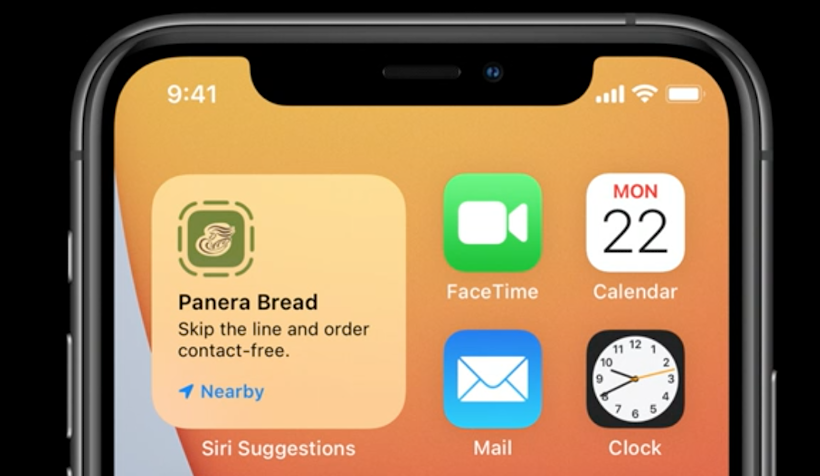 9:41
Panera Bread
Skip the line and order
contact-free.
Nearby
Siri Suggestions
FaceTime
MON
22
Calendar
Mail
12
1
2
3
4
5
6
7
8
9
10
11
Clock